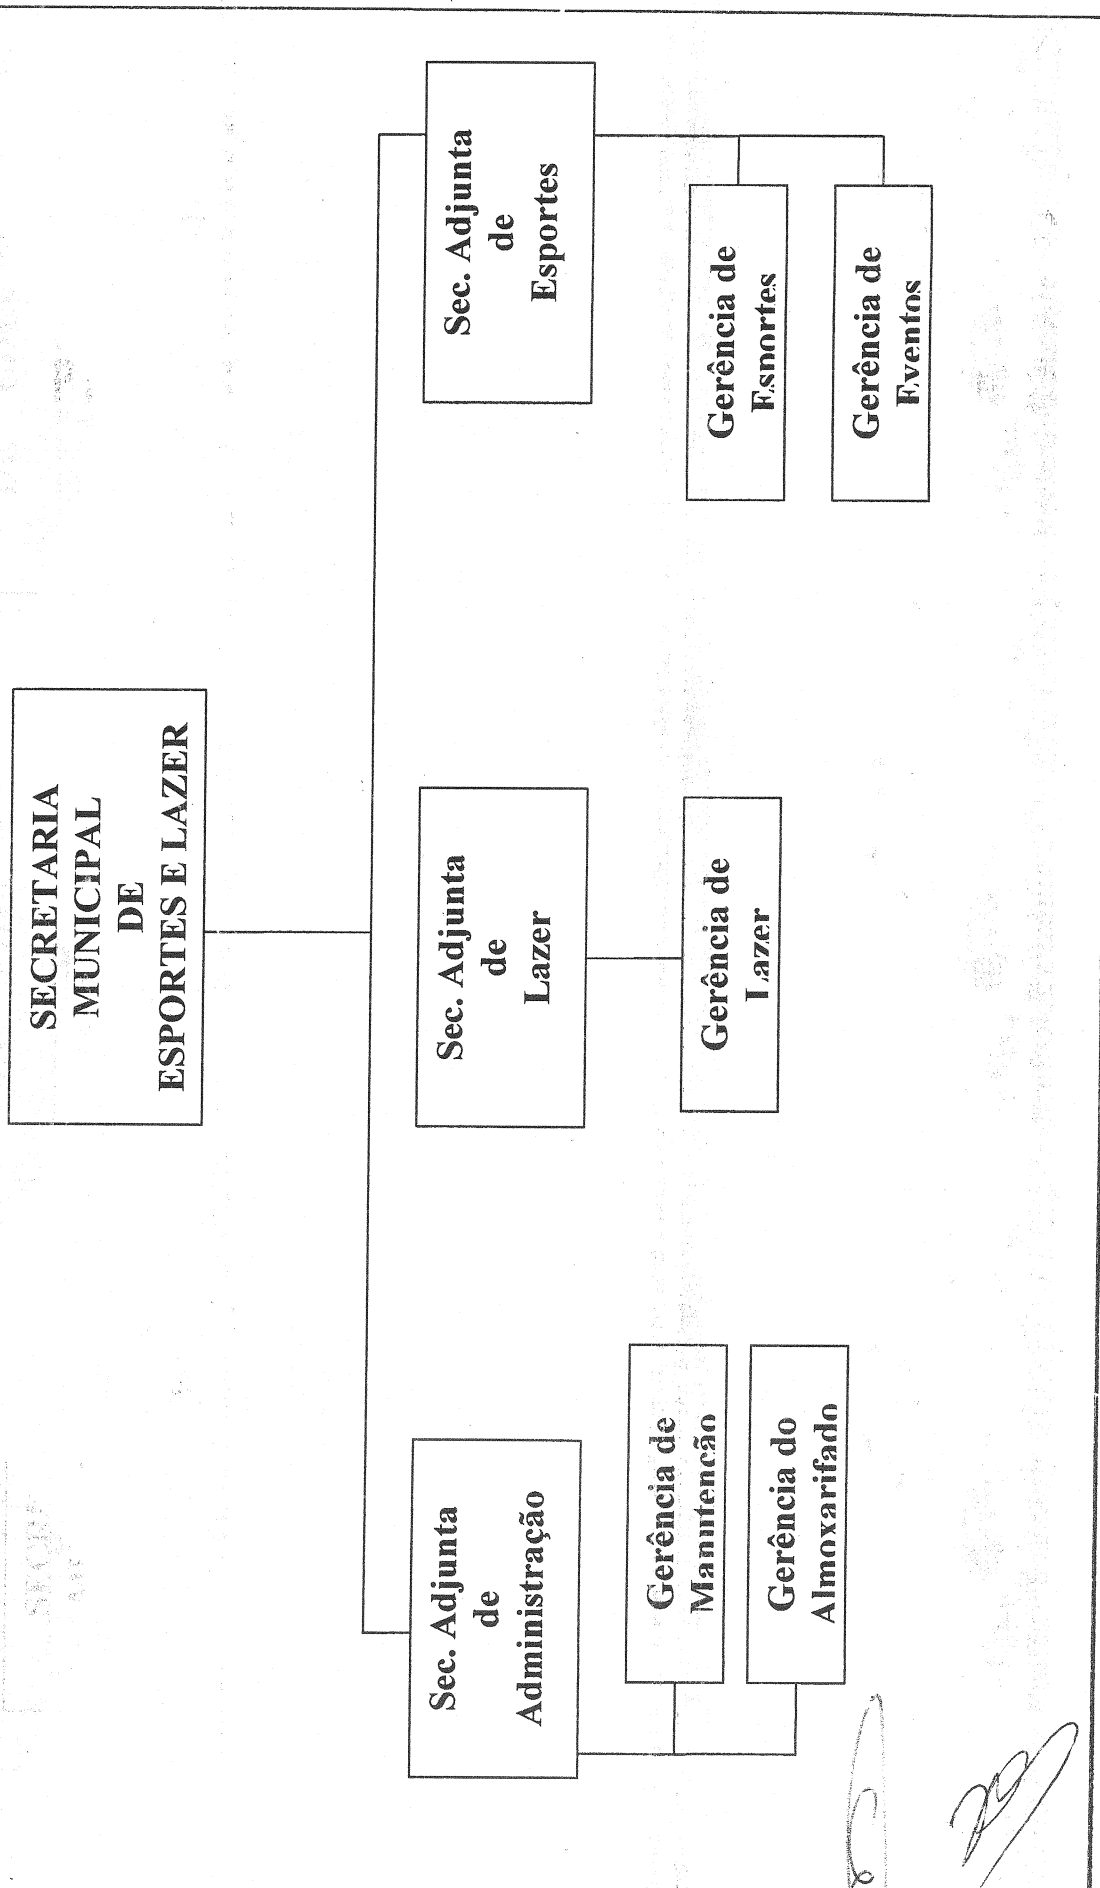 SECRETARIA
MUNICIPAL
DE
ESPORTES E LAZER
Sec. Adjunta
de
Administração
Gerência de
Manutenção
Gerência do
Almoxarifado
Sec. Adjunta
de
Lazer
Gerência de
Lazer
Sec. Adjunta
de
Esportes
Gerência de
Esportes
Gerência de
Eventos